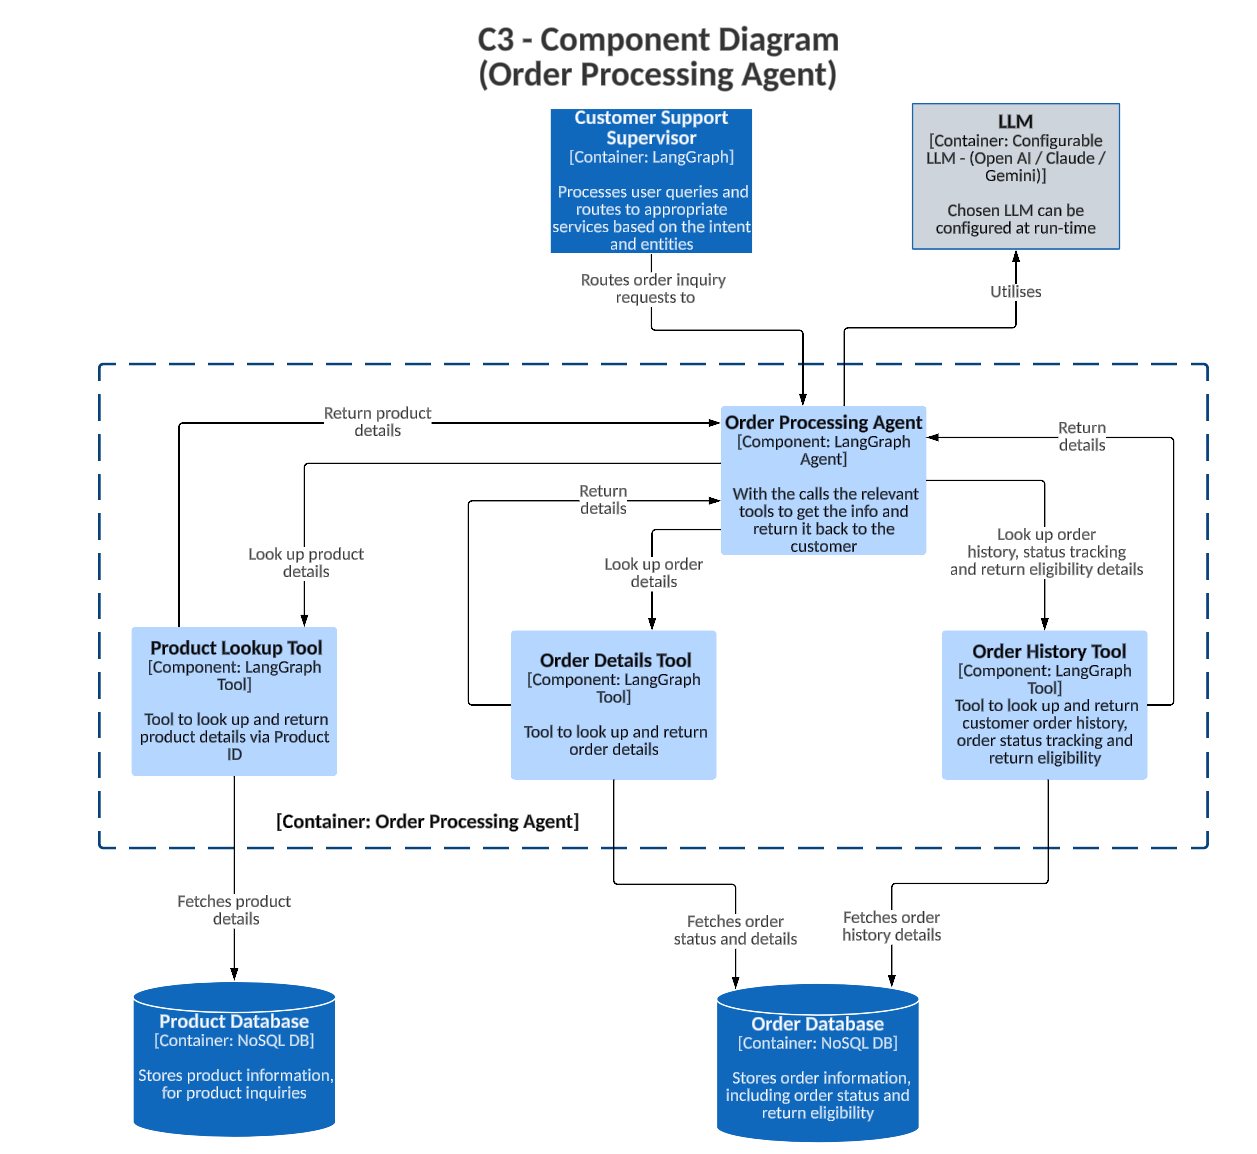 C3 - Component Diagram
(Order Processing Agent)
Customer Support
Supervisor
[Container: LangGraph]
Processes user queries and
routes to appropriate
services based on the intent
and entities
LLM
[Container: Configurable
LLM - (Open AI / Claude /
Gemini)]
Chosen LLM can be
configured at run-time
Routes order inquiry
requests to
Utilises
Return product
details
Order Processing Agent
[Component: LangGraph
Agent]
With the calls the relevant
tools to get the info and
return it back to the
customer
Return
details
Return
details
Look up product
details
Look up order
details
Look up order
history, status tracking
and return eligibility details
Product Lookup Tool
[Component: LangGraph
Tool]
Tool to look up and return
product details via Product
ID
Order Details Tool
[Component: LangGraph
Tool]
Tool to look up and return
order details
Order History Tool
[Component: LangGraph
Tool]
Tool to look up and return
customer order history,
order status tracking and
return eligibility
[Container: Order Processing Agent]
Fetches product
details
Fetches order
status and details
Fetches order
history details
Product Database
[Container: NoSQL DB]
Stores product information,
for product inquiries
Order Database
[Container: NoSQL DB]
Stores order information,
including order status and
return eligibility